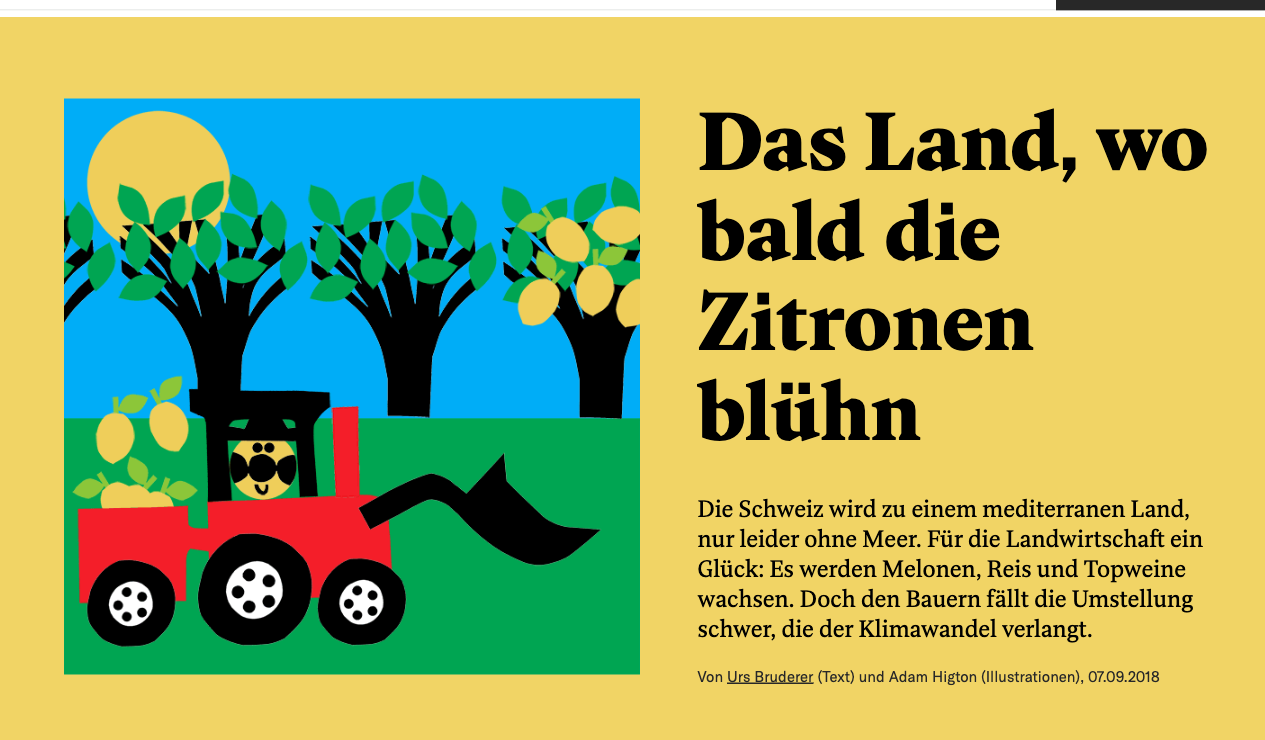 Das Land, wo
bald die
Zitronen
blühn
Die Schweiz wird zu einem mediterranen Land,
nur leider ohne Meer. Für die Landwirtschaft ein
Glück: Es werden Melonen, Reis und Topweine
wachsen. Doch den Bauern fällt die Umstellung
schwer, die der Klimawandel verlangt.
Von Urs Bruderer (Text) und Adam Higton (Illustrationen), 07.09.2018